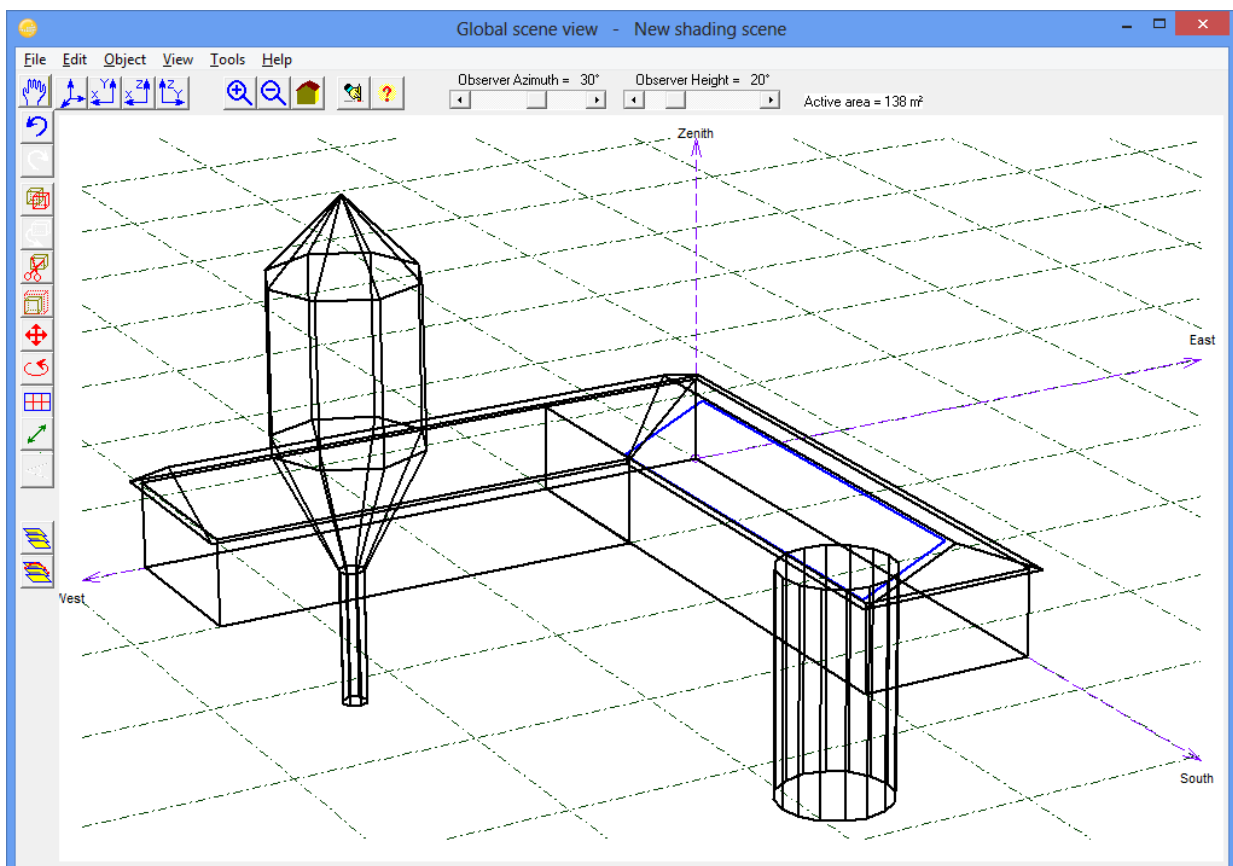 Global scene view - New shading scene
File Edit Object View Tools Help
Observer Azimuth = 30° Observer Height = 20°
Active area = 138 m²
Zenith
East
West
South